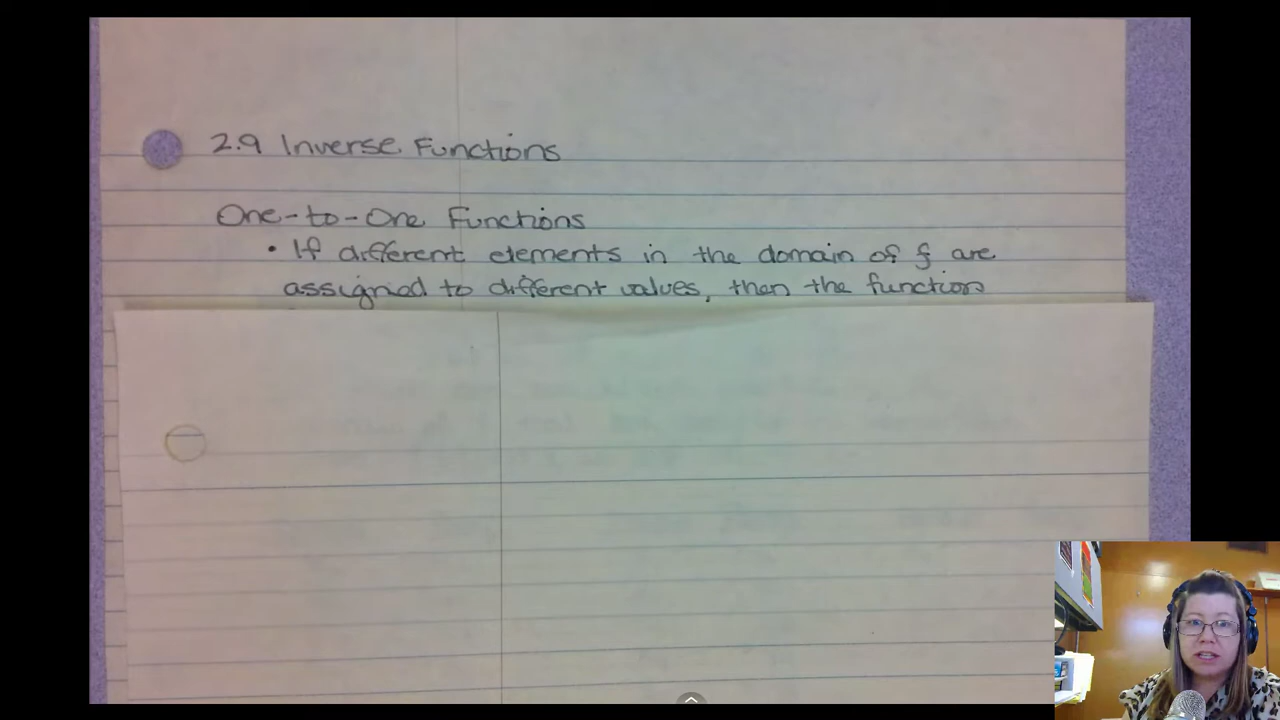 2.9 Inverse Functions
One-to-One Functions
• If different elements in the domain of f are
assigned to different values, then the function